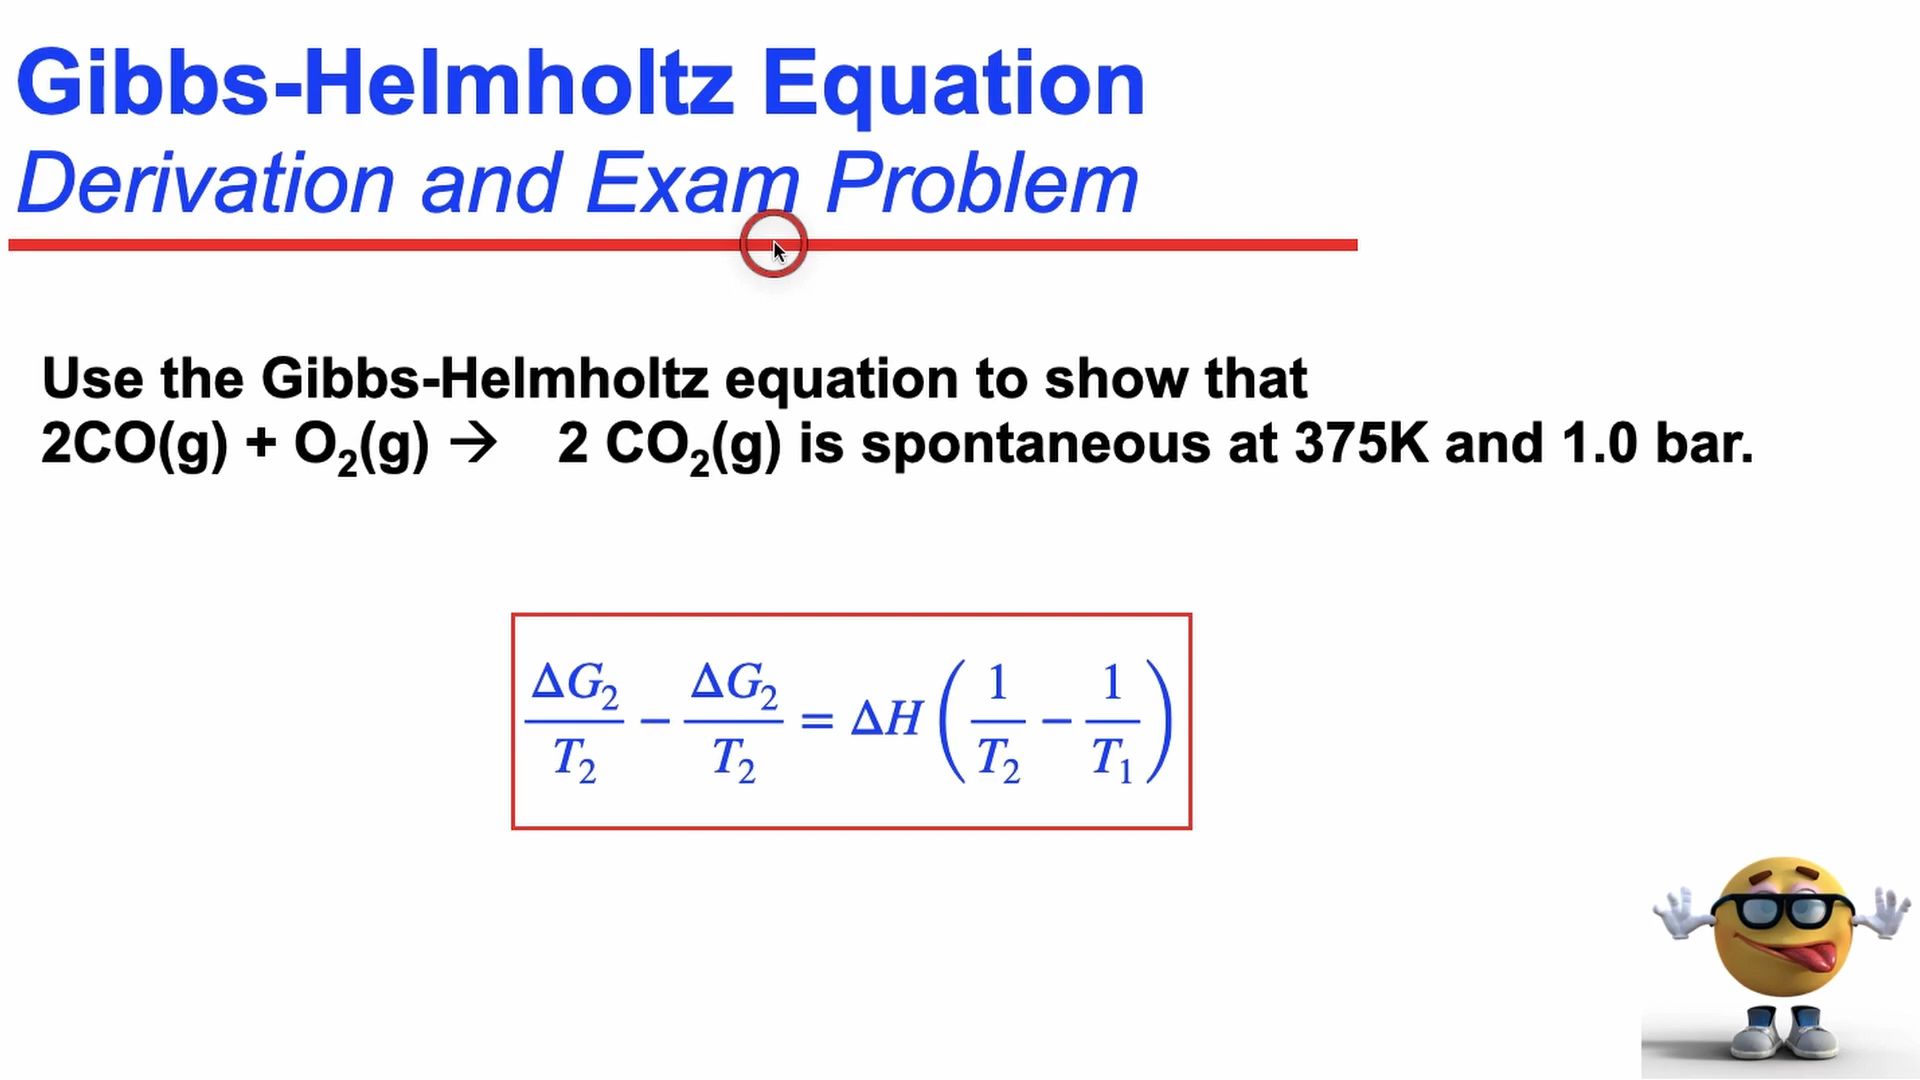 Gibbs-Helmholtz Equation
Derivation and Exam Problem
Use the Gibbs-Helmholtz equation to show that
2CO(g) + O₂(g) → 2 CO₂(g) is spontaneous at 375K and 1.0 bar.
ΔG₂/T₂ − ΔG₂/T₂ = ΔH (1/T₂ − 1/T₁)